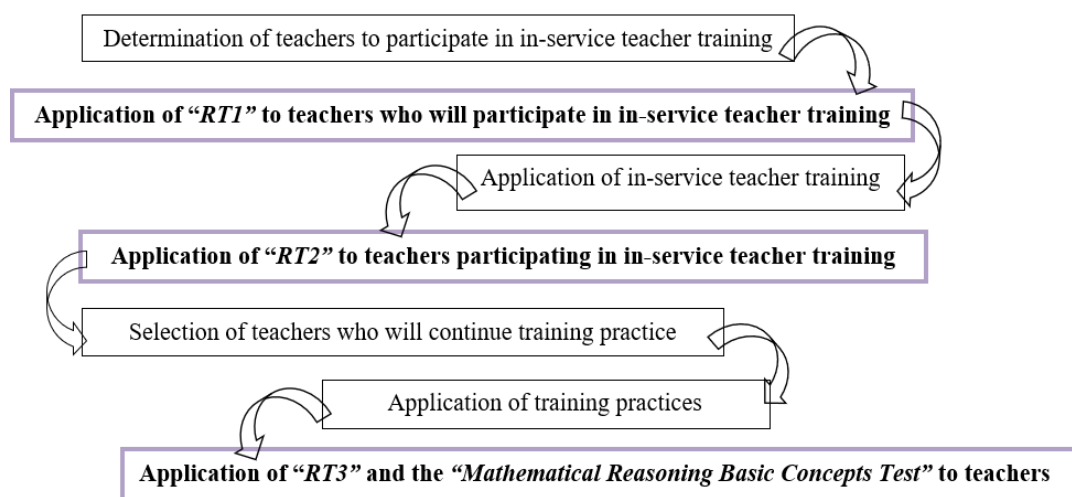 Determination of teachers to participate in in-service teacher training
Application of “RT1” to teachers who will participate in in-service teacher training
Application of in-service teacher training
Application of “RT2” to teachers participating in in-service teacher training
Selection of teachers who will continue training practice
Application of training practices
Application of “RT3” and the “Mathematical Reasoning Basic Concepts Test” to teachers